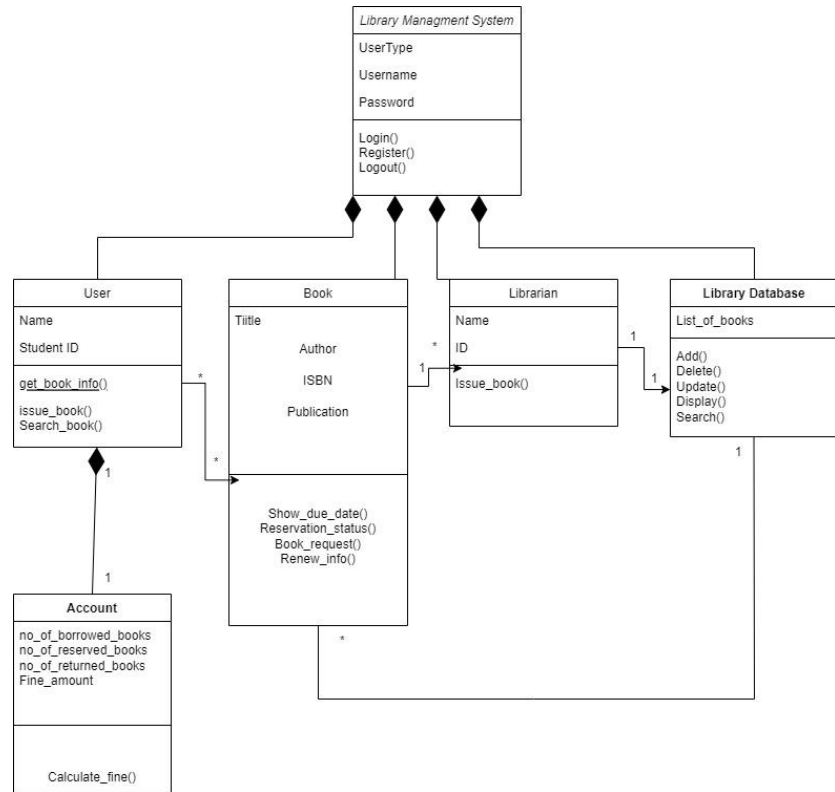 Library Managment System
UserType
Username
Password
Login()
Register()
Logout()
User
Name
Student ID
get_book_info()
issue_book()
Search_book()
*
*
1
1
Book
Tiitle
Author
ISBN
Publication
Show_due_date()
Reservation_status()
Book_request()
Renew_info()
1
*
*
Librarian
Name
ID
Issue_book()
1
1
Library Database
List_of_books
Add()
Delete()
Update()
Display()
Search()
1
Account
no_of_borrowed_books
no_of_reserved_books
no_of_returned_books
Fine_amount
Calculate_fine()